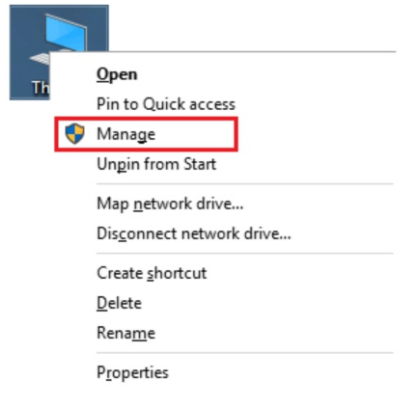 Th
Open
Pin to Quick access
Manage
Unpin from Start
Map network drive...
Disconnect network drive...
Create shortcut
Delete
Rename
Properties